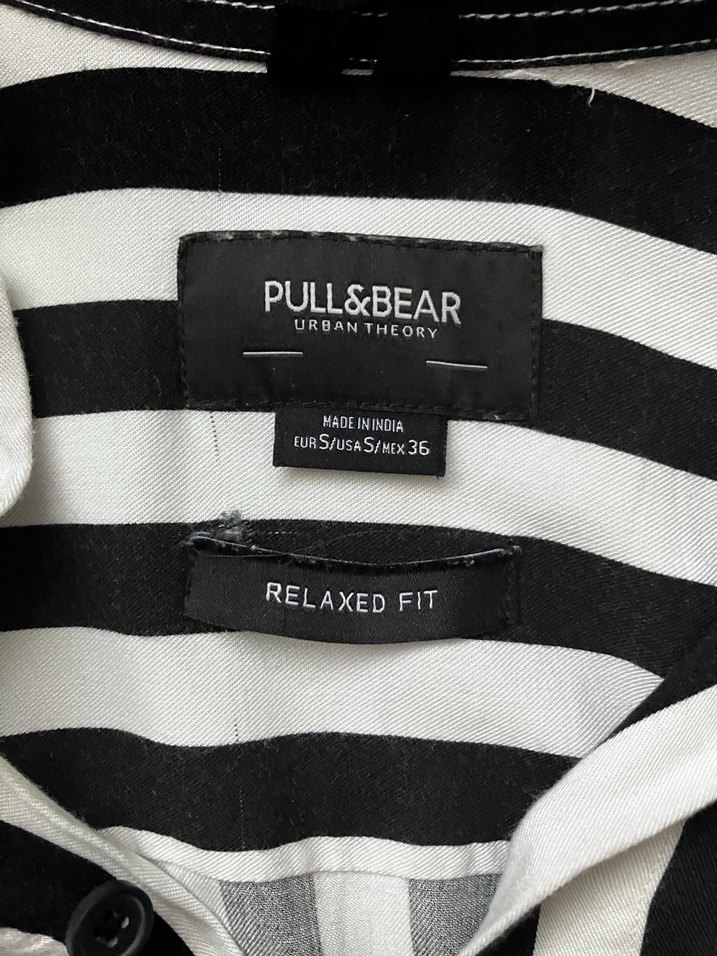 PULL&BEAR
URBAN THEORY
MADE IN INDIA
EUR S/USA S/MEX 36
RELAXED FIT